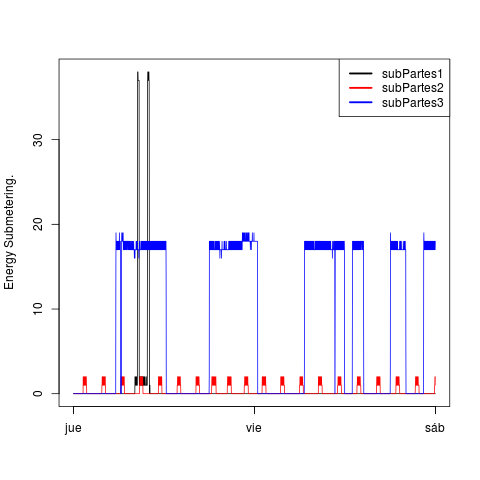 subPartes1
subPartes2
subPartes3
Energy Submetering.
30
20
10
0
jue vie sáb